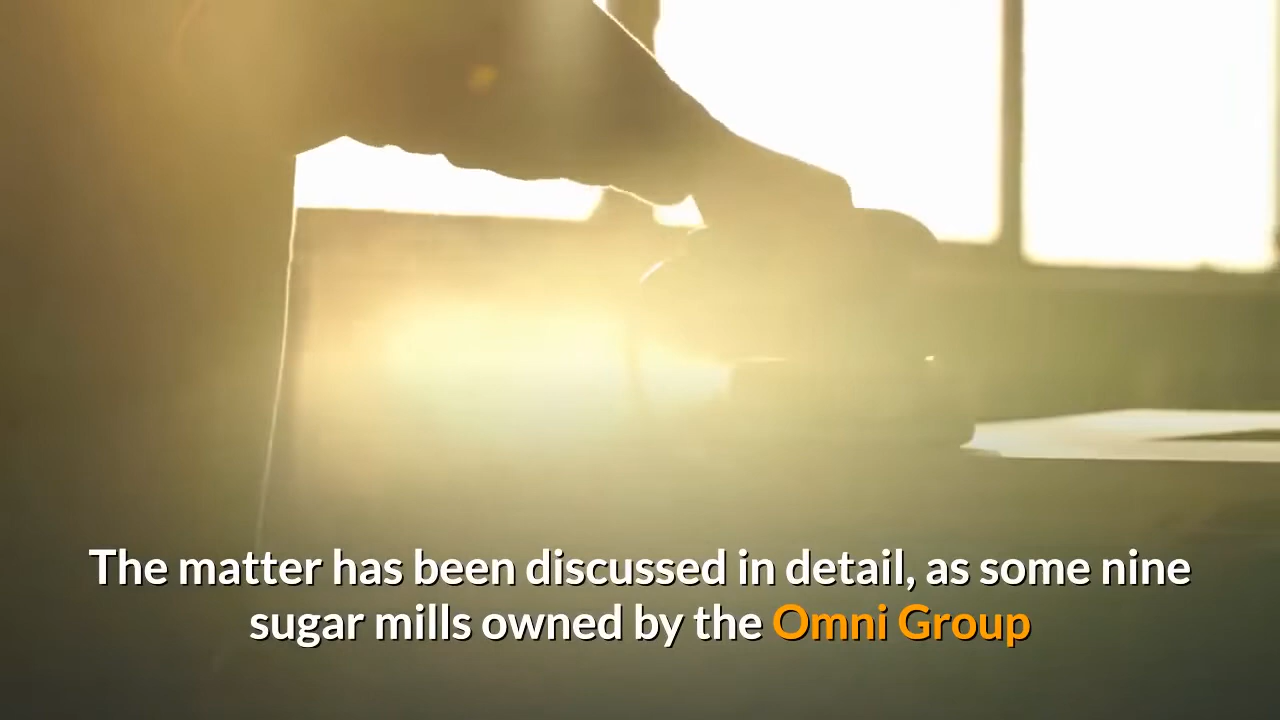 The matter has been discussed in detail, as some nine
sugar mills owned by the Omni Group